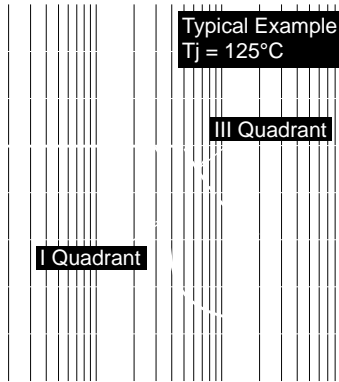 Typical Example
Tj = 125°C
III Quadrant
I Quadrant